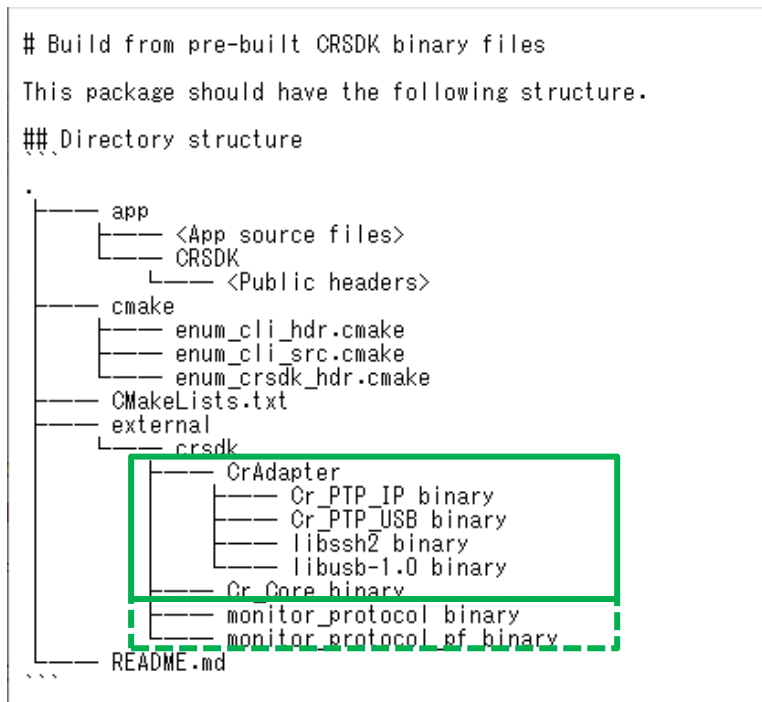 # Build from pre-built CRSDK binary files
This package should have the following structure.
## Directory structure
```
.
├── app
│   ├── <App source files>
│   └── CRSDK
│       └── <Public headers>
├── cmake
│   ├── enum_cli_hdr.cmake
│   ├── enum_cli_src.cmake
│   └── enum_crsdk_hdr.cmake
├── CMakeLists.txt
├── external
│   └── crsdk
│       ├── CrAdapter
│       │   ├── Cr_PTP_IP binary
│       │   ├── Cr_PTP_USB binary
│       │   ├── libssh2 binary
│       │   └── libusb-1.0 binary
│       ├── Cr_Core binary
│       ├── monitor_protocol binary
│       └── monitor_protocol_pf binary
└── README.md
```